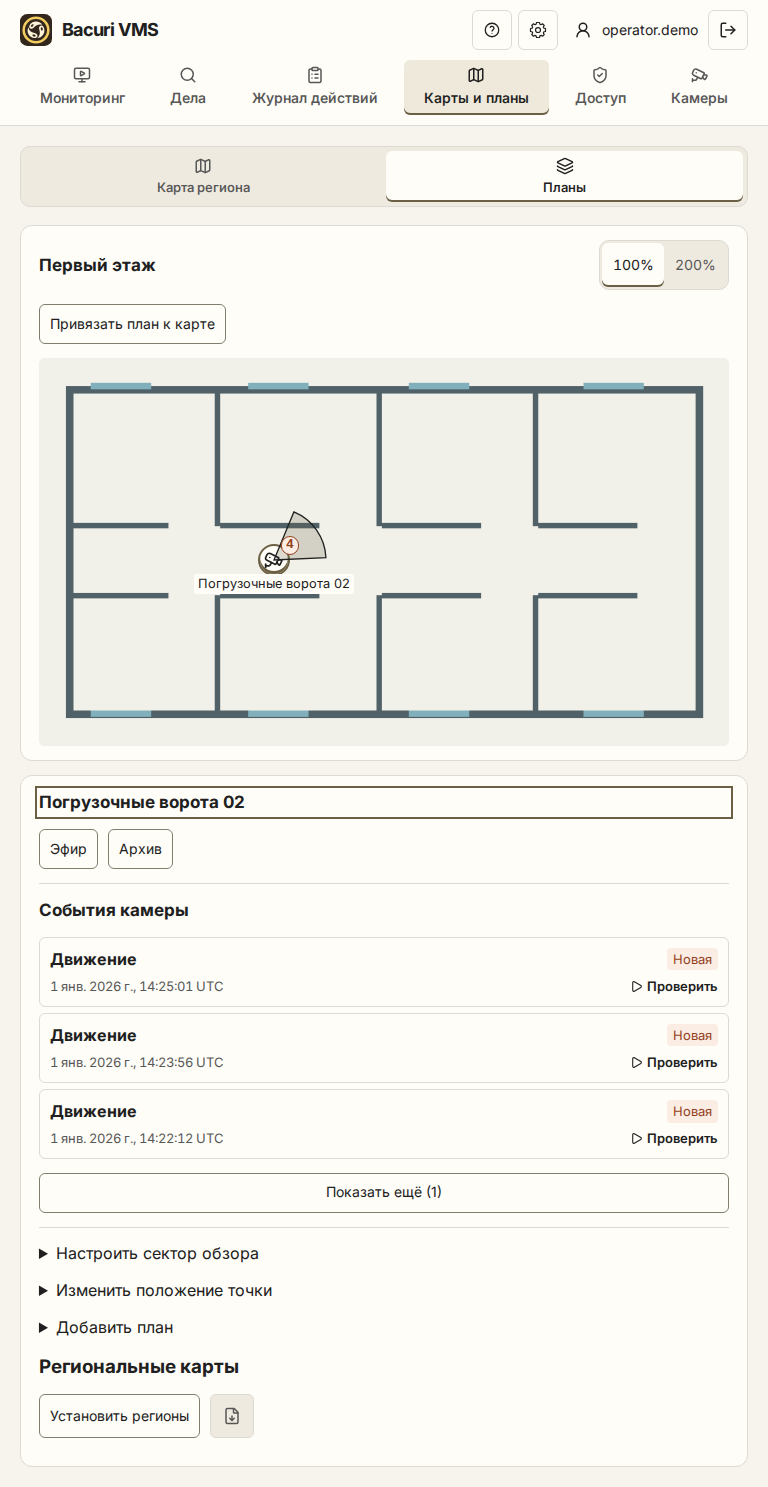 Bacuri VMS
operator.demo
Мониторинг
Дела
Журнал действий
Карты и планы
Доступ
Камеры
Карта региона
Планы
Первый этаж
100%
200%
Привязать план к карте
4
Погрузочные ворота 02
Погрузочные ворота 02
Эфир
Архив
События камеры
Движение
Новая
1 янв. 2026 г., 14:25:01 UTC
Проверить
Движение
Новая
1 янв. 2026 г., 14:23:56 UTC
Проверить
Движение
Новая
1 янв. 2026 г., 14:22:12 UTC
Проверить
Показать ещё (1)
Настроить сектор обзора
Изменить положение точки
Добавить план
Региональные карты
Установить регионы